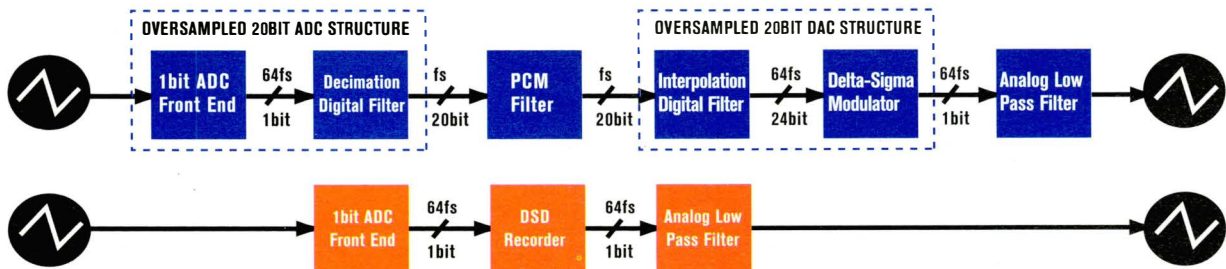 OVERSAMPLED 20BIT ADC STRUCTURE
OVERSAMPLED 20BIT DAC STRUCTURE
1bit ADC
Front End
64fs
1bit
Decimation
Digital Filter
fs
20bit
PCM
Filter
fs
20bit
Interpolation
Digital Filter
64fs
24bit
Delta-Sigma
Modulator
64fs
1bit
Analog Low
Pass Filter
1bit ADC
Front End
64fs
1bit
DSD
Recorder
64fs
1bit
Analog Low
Pass Filter